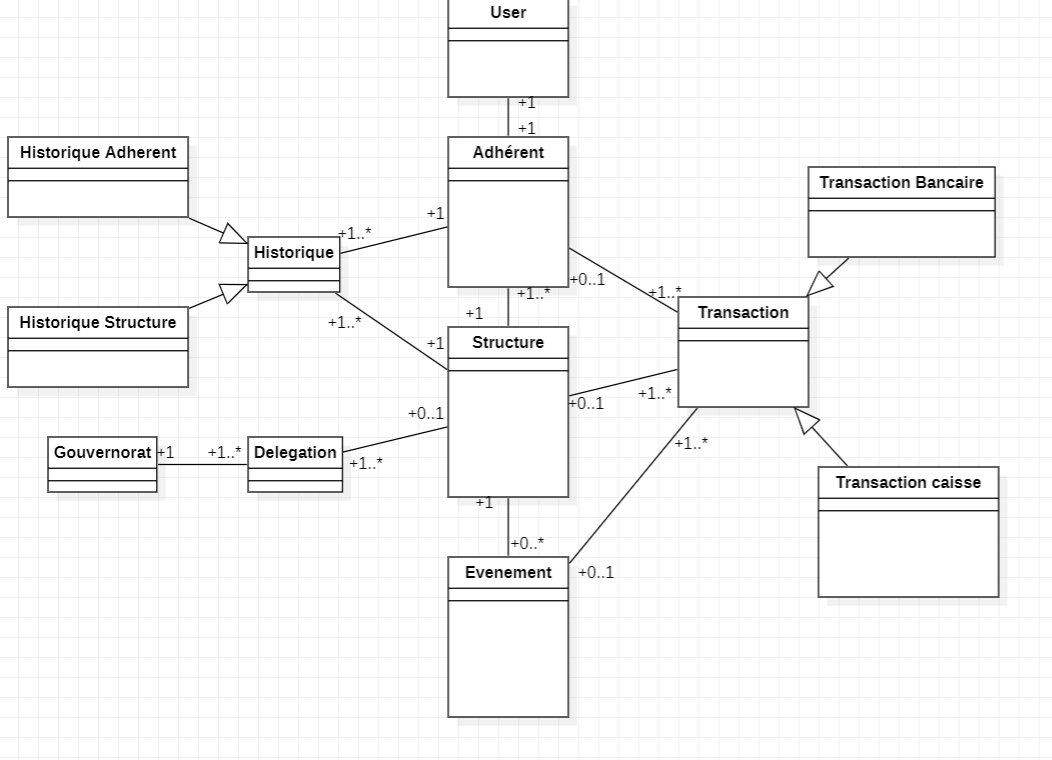 User
+1
+1
Adhérent
Historique Adherent
Transaction Bancaire
+1
+1..*
Historique
+0..1
+1..*
+1..*
+1
Transaction
Historique Structure
+1..*
+1
Structure
+0..1
+1..*
+0..1
+1..*
Gouvernorat
+1
+1..*
Delegation
+1..*
Transaction caisse
+1
+0..*
Evenement
+0..1